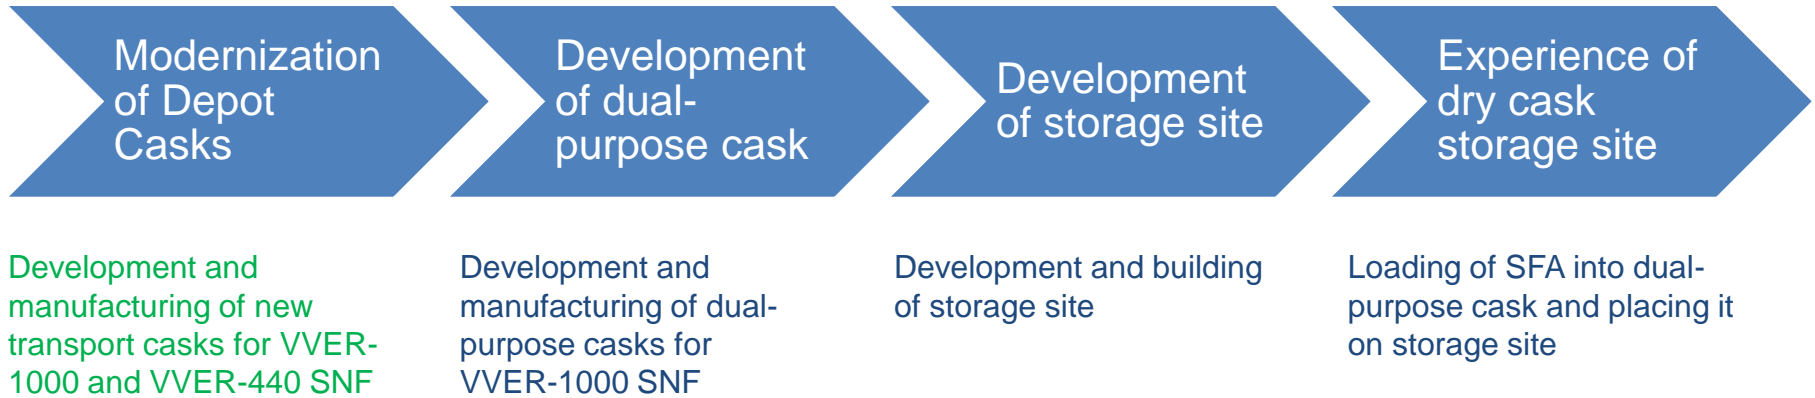 Modernization
of Depot
Casks
Development
of dual-
purpose cask
Development
of storage site
Experience of
dry cask
storage site
Development and
manufacturing of new
transport casks for VVER-
1000 and VVER-440 SNF
Development and
manufacturing of dual-
purpose casks for
VVER-1000 SNF
Development and building
of storage site
Loading of SFA into dual-
purpose cask and placing it
on storage site